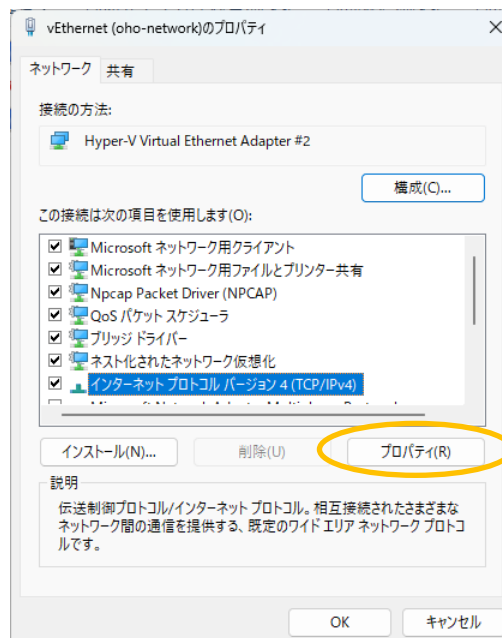 vEthernet (oho-network)のプロパティ
ネットワーク 共有
接続の方法:
Hyper-V Virtual Ethernet Adapter #2
構成(C)...
この接続は次の項目を使用します(O):
Microsoft ネットワーク用クライアント
Microsoft ネットワーク用ファイルとプリンター共有
Npcap Packet Driver (NPCAP)
QoS パケット スケジューラ
ブリッジ ドライバー
ネスト化されたネットワーク仮想化
インターネット プロトコル バージョン 4 (TCP/IPv4)
インストール(N)... 削除(U) プロパティ(R)
説明
伝送制御プロトコル/インターネット プロトコル。相互接続されたさまざまな
ネットワーク間の通信を提供する、既定のワイド エリア ネットワーク プロトコ
ルです。
OK キャンセル